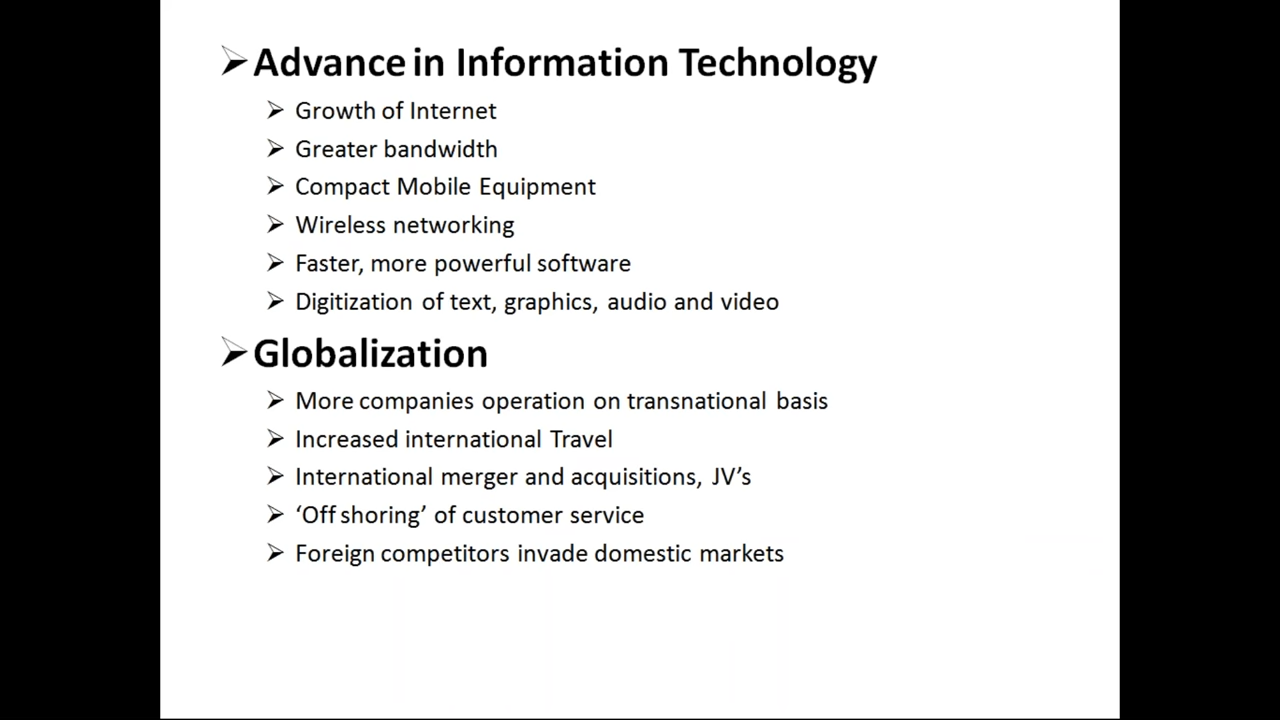 Advance in Information Technology
Growth of Internet
Greater bandwidth
Compact Mobile Equipment
Wireless networking
Faster, more powerful software
Digitization of text, graphics, audio and video
Globalization
More companies operation on transnational basis
Increased international Travel
International merger and acquisitions, JV’s
‘Off shoring’ of customer service
Foreign competitors invade domestic markets